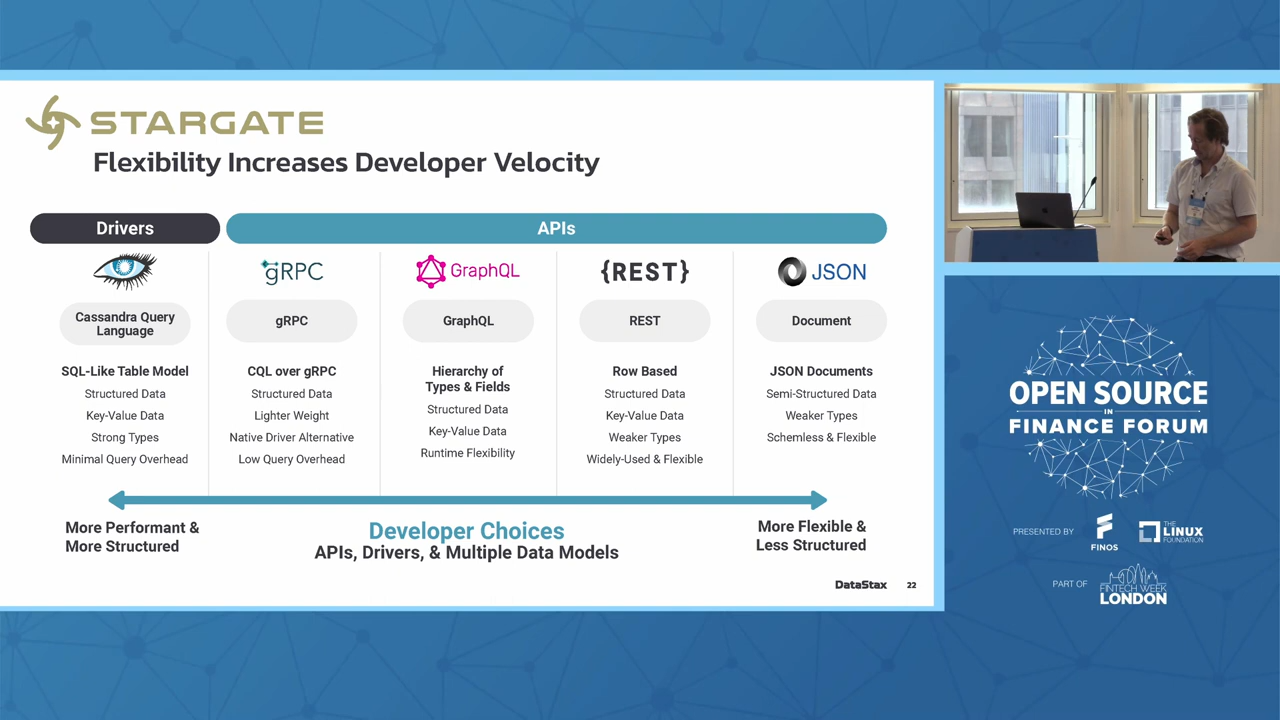 STARGATE
Flexibility Increases Developer Velocity
Drivers
APIs
Cassandra Query
Language
SQL-Like Table Model
Structured Data
Key-Value Data
Strong Types
Minimal Query Overhead
gRPC
gRPC
CQL over gRPC
Structured Data
Lighter Weight
Native Driver Alternative
Low Query Overhead
GraphQL
GraphQL
Hierarchy of
Types & Fields
Structured Data
Key-Value Data
Runtime Flexibility
{REST}
REST
Row Based
Structured Data
Key-Value Data
Weaker Types
Widely-Used & Flexible
JSON
Document
JSON Documents
Semi-Structured Data
Weaker Types
Schemless & Flexible
More Performant &
More Structured
Developer Choices
APIs, Drivers, & Multiple Data Models
More Flexible &
Less Structured
DataStax
22
OPEN SOURCE
IN
FINANCE FORUM
PRESENTED BY
FINOS
THE
LINUX
FOUNDATION
PART OF
FINTECH WEEK
LONDON